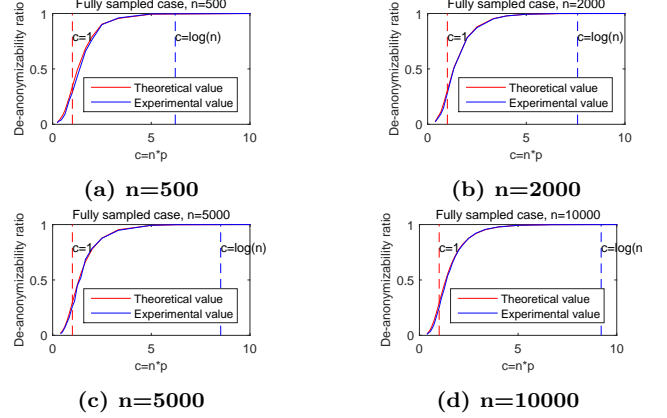 Fully sampled case, n=500
De-anonymizability ratio
1
0.5
0
c=1
c=log(n)
Theoretical value
Experimental value
0 5 10
c=n*p
(a) n=500
Fully sampled case, n=2000
De-anonymizability ratio
1
0.5
0
c=1
c=log(n)
Theoretical value
Experimental value
0 5 10
c=n*p
(b) n=2000
Fully sampled case, n=5000
De-anonymizability ratio
1
0.5
0
c=1
c=log(n)
Theoretical value
Experimental value
0 5 10
c=n*p
(c) n=5000
Fully sampled case, n=10000
De-anonymizability ratio
1
0.5
0
c=1
c=log(n
Theoretical value
Experimental value
0 5 10
c=n*p
(d) n=10000